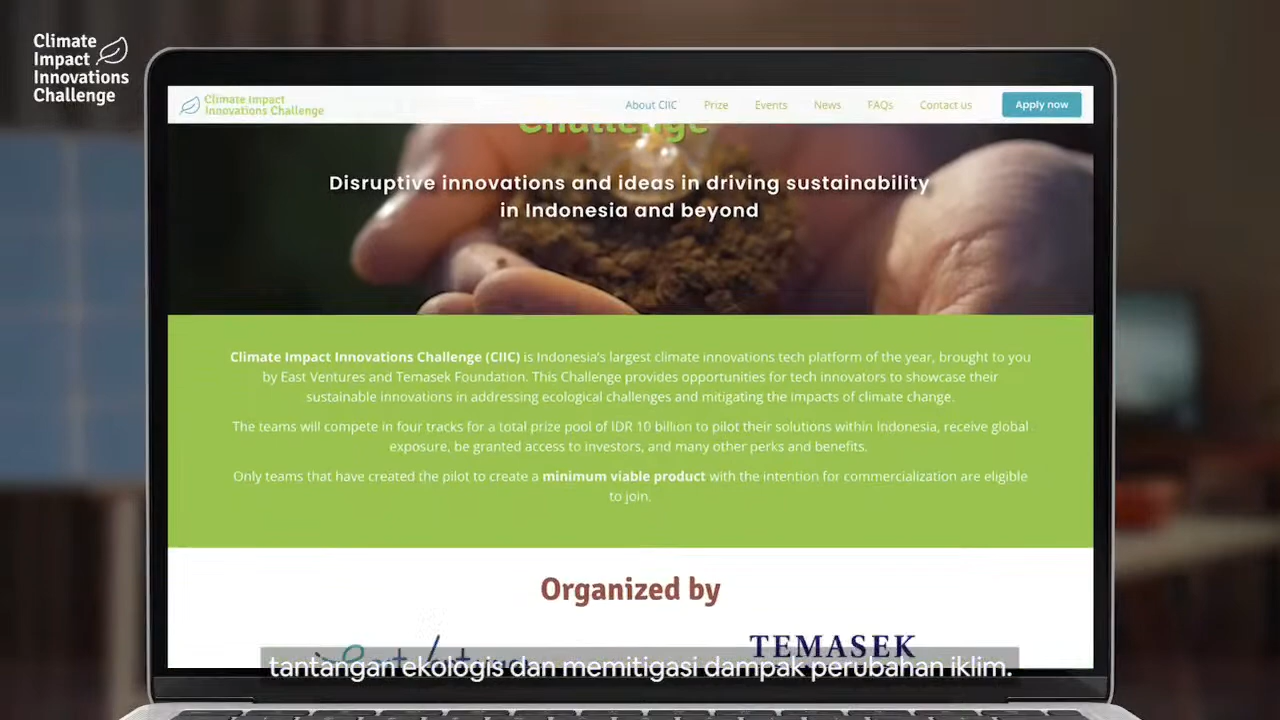 Climate
Impact
Innovations
Challenge
Climate Impact
Innovations Challenge
About CIIC
Prize
Events
News
FAQs
Contact us
Apply now
Challenge
Disruptive innovations and ideas in driving sustainability
in Indonesia and beyond
Climate Impact Innovations Challenge (CIIC) is Indonesia's largest climate innovations tech platform of the year, brought to you
by East Ventures and Temasek Foundation. This Challenge provides opportunities for tech innovators to showcase their
sustainable innovations in addressing ecological challenges and mitigating the impacts of climate change.
The teams will compete in four tracks for a total prize pool of IDR 10 billion to pilot their solutions within Indonesia, receive global
exposure, be granted access to investors, and many other perks and benefits.
Only teams that have created the pilot to create a minimum viable product with the intention for commercialization are eligible
to join.
Organized by
TEMASEK
tantangan ekologis dan memitigasi dampak perubahan iklim.